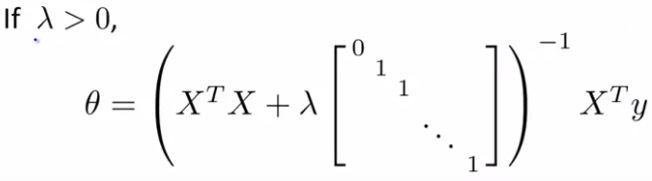 If λ > 0,
θ = ( X^T X + λ [ 0 1 1 ⋱ 1 ] )^{-1} X^T y